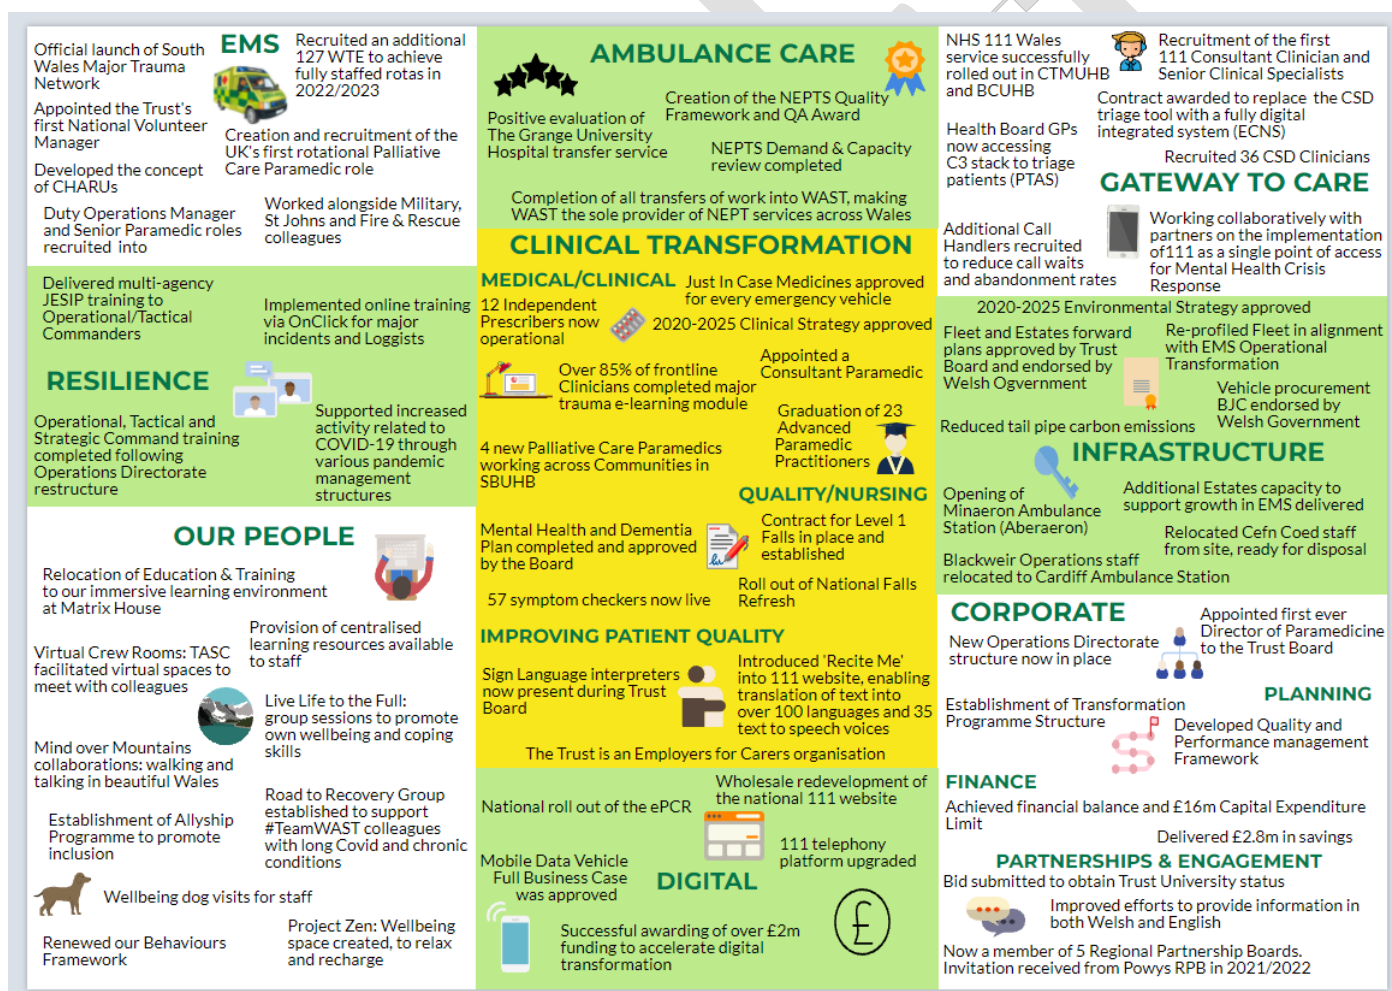 EMS
Official launch of South
Wales Major Trauma
Network
Recruited an additional
127 WTE to achieve
fully staffed rotas in
2022/2023
Appointed the Trust's
first National Volunteer
Manager
Creation and recruitment of the
UK's first rotational Palliative
Care Paramedic role
Developed the concept
of CHARUs
Duty Operations Manager
and Senior Paramedic roles
recruited into
Worked alongside Military,
St Johns and Fire & Rescue
colleagues
Delivered multi-agency
JESIP training to
Operational/Tactical
Commanders
Implemented online training
via OnClick for major
incidents and Loggists
RESILIENCE
Operational, Tactical and
Strategic Command training
completed following
Operations Directorate
restructure
Supported increased
activity related to
COVID-19 through
various pandemic
management
structures
OUR PEOPLE
Relocation of Education & Training
to our immersive learning environment
at Matrix House
Provision of centralised
learning resources available
to staff
Virtual Crew Rooms: TASC
facilitated virtual spaces to
meet with colleagues
Live Life to the Full:
group sessions to promote
own wellbeing and coping
skills
Mind over Mountains
collaborations: walking and
talking in beautiful Wales
Road to Recovery Group
established to support
#TeamWAST colleagues
with long Covid and chronic
conditions
Establishment of Allyship
Programme to promote
inclusion
Wellbeing dog visits for staff
Renewed our Behaviours
Framework
Project Zen: Wellbeing
space created, to relax
and recharge
AMBULANCE CARE
Positive evaluation of
The Grange University
Hospital transfer service
Creation of the NEPTS Quality
Framework and QA Award
NEPTS Demand & Capacity
review completed
Completion of all transfers of work into WAST, making
WAST the sole provider of NEPT services across Wales
CLINICAL TRANSFORMATION
MEDICAL/CLINICAL
Just In Case Medicines approved
for every emergency vehicle
12 Independent
Prescribers now
operational
2020-2025 Clinical Strategy approved
Over 85% of frontline
Clinicians completed major
trauma e-learning module
Appointed a
Consultant Paramedic
Graduation of 23
Advanced
Paramedic
Practitioners
4 new Palliative Care Paramedics
working across Communities in
SBUHB
QUALITY/NURSING
Mental Health and Dementia
Plan completed and approved
by the Board
Contract for Level 1
Falls in place and
established
57 symptom checkers now live
Roll out of National Falls
Refresh
IMPROVING PATIENT QUALITY
Sign Language interpreters
now present during Trust
Board
Introduced 'Recite Me'
into 111 website, enabling
translation of text into
over 100 languages and 35
text to speech voices
The Trust is an Employers for Carers organisation
National roll out of the ePCR
Wholesale redevelopment of
the national 111 website
111 telephony
platform upgraded
Mobile Data Vehicle
Full Business Case
was approved
DIGITAL
£
Successful awarding of over £2m
funding to accelerate digital
transformation
NHS 111 Wales
service successfully
rolled out in CTMUHB
and BCUHB
Recruitment of the first
111 Consultant Clinician and
Senior Clinical Specialists
Contract awarded to replace the CSD
triage tool with a fully digital
integrated system (ECNS)
Health Board GPs
now accessing
C3 stack to triage
patients (PTAS)
Recruited 36 CSD Clinicians
GATEWAY TO CARE
Additional Call
Handlers recruited
to reduce call waits
and abandonment rates
Working collaboratively with
partners on the implementation
of111 as a single point of access
for Mental Health Crisis
Response
2020-2025 Environmental Strategy approved
Fleet and Estates forward
plans approved by Trust
Board and endorsed by
Welsh Ogvernment
Re-profiled Fleet in alignment
with EMS Operational
Transformation
Vehicle procurement
BJC endorsed by
Welsh Government
Reduced tail pipe carbon emissions
INFRASTRUCTURE
Opening of
Minaeron Ambulance
Station (Aberaeron)
Additional Estates capacity to
support growth in EMS delivered
Relocated Cefn Coed staff
from site, ready for disposal
Blackweir Operations staff
relocated to Cardiff Ambulance Station
CORPORATE
Appointed first ever
Director of Paramedicine
to the Trust Board
New Operations Directorate
structure now in place
PLANNING
Establishment of Transformation
Programme Structure
Developed Quality and
Performance management
Framework
FINANCE
Achieved financial balance and £16m Capital Expenditure
Limit
Delivered £2.8m in savings
PARTNERSHIPS & ENGAGEMENT
Bid submitted to obtain Trust University status
Improved efforts to provide information in
both Welsh and English
Now a member of 5 Regional Partnership Boards.
Invitation received from Powys RPB in 2021/2022